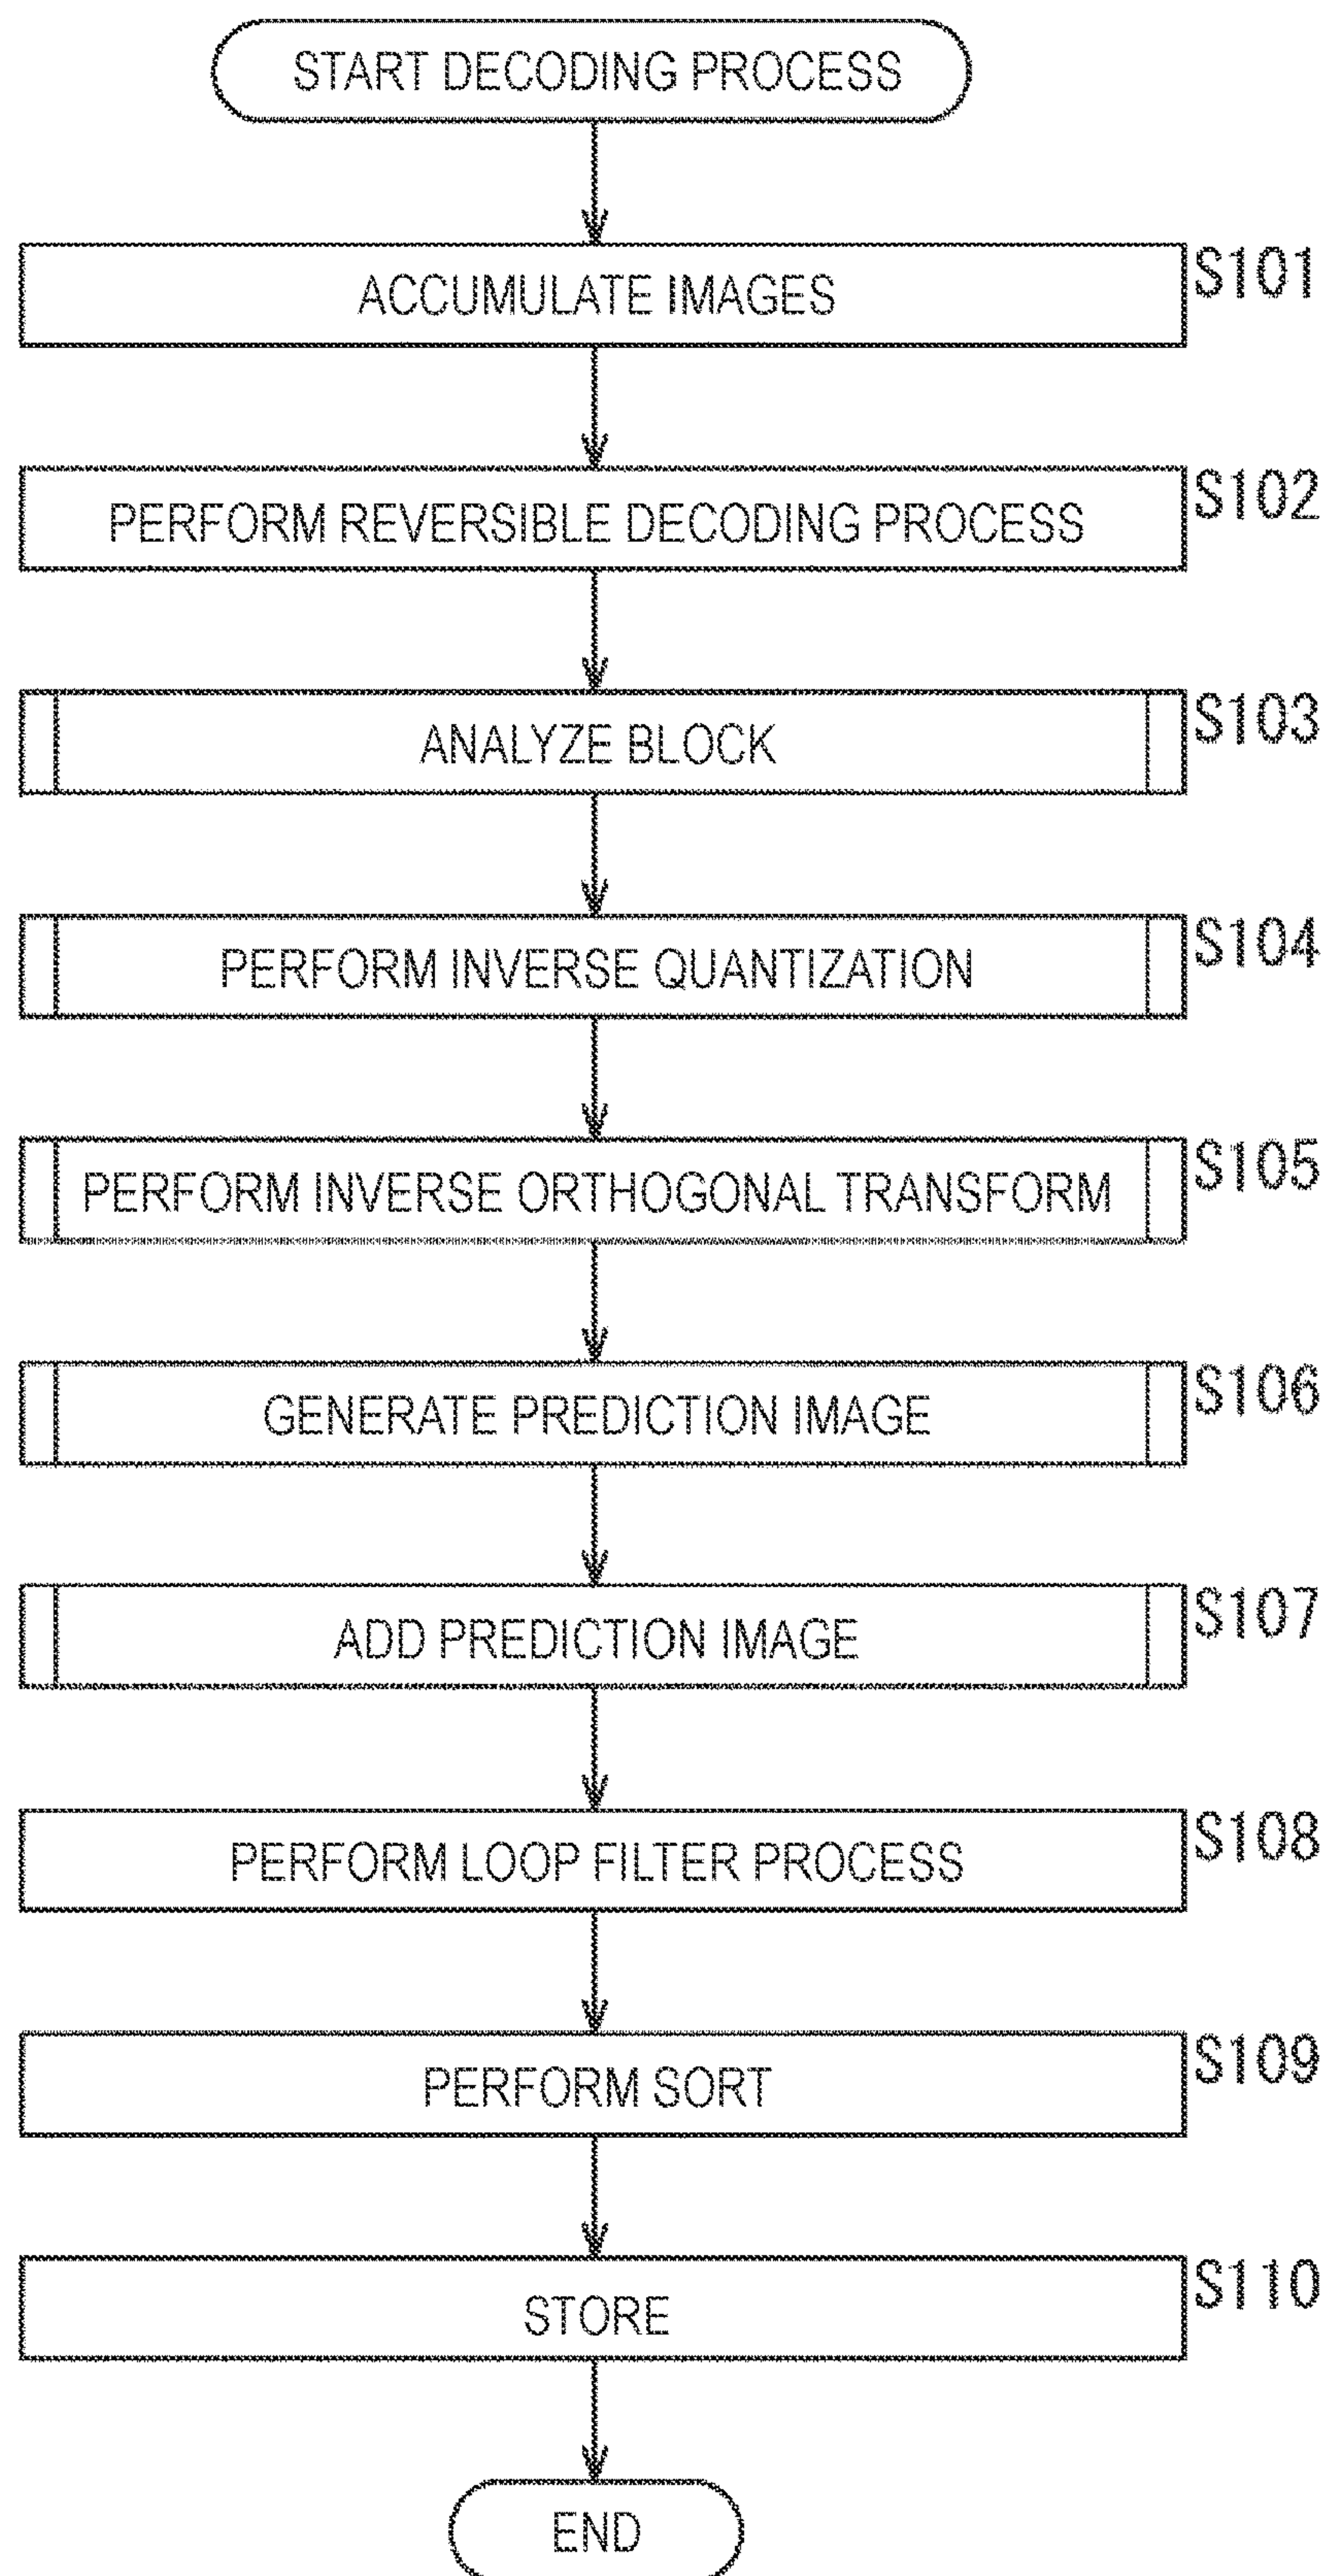 START DECODING PROCESS
ACCUMULATE IMAGES
S101
PERFORM REVERSIBLE DECODING PROCESS
S102
ANALYZE BLOCK
S103
PERFORM INVERSE QUANTIZATION
S104
PERFORM INVERSE ORTHOGONAL TRANSFORM
S105
GENERATE PREDICTION IMAGE
S106
ADD PREDICTION IMAGE
S107
PERFORM LOOP FILTER PROCESS
S108
PERFORM SORT
S109
STORE
S110
END